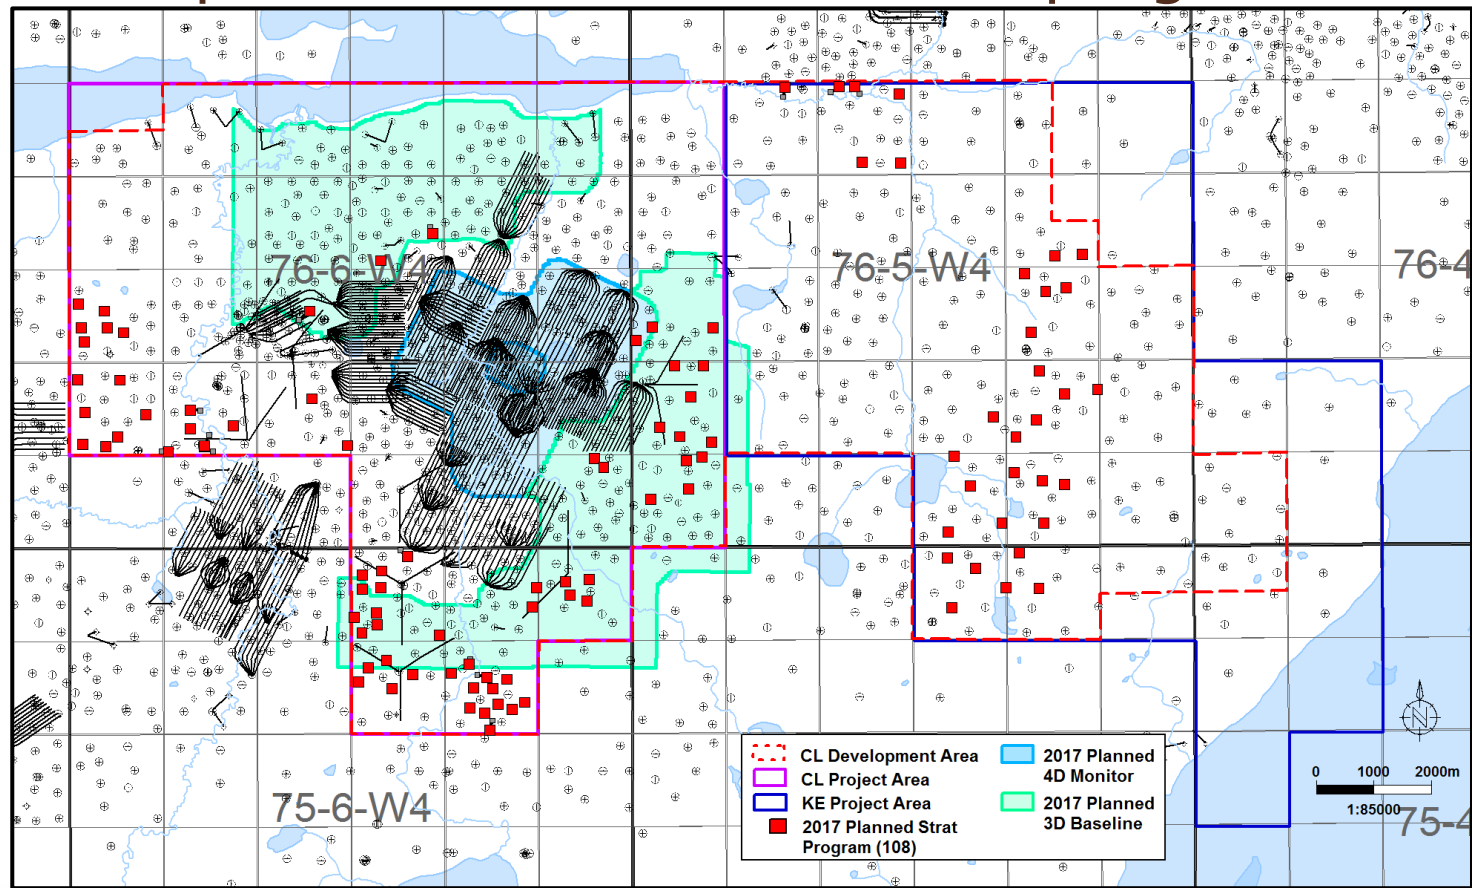 76-6-W4
76-5-W4
76-4
CL Development Area
CL Project Area
KE Project Area
2017 Planned Strat
Program (108)
2017 Planned
4D Monitor
2017 Planned
3D Baseline
N
0 1000 2000m
1:85000
75-6-W4
75-4